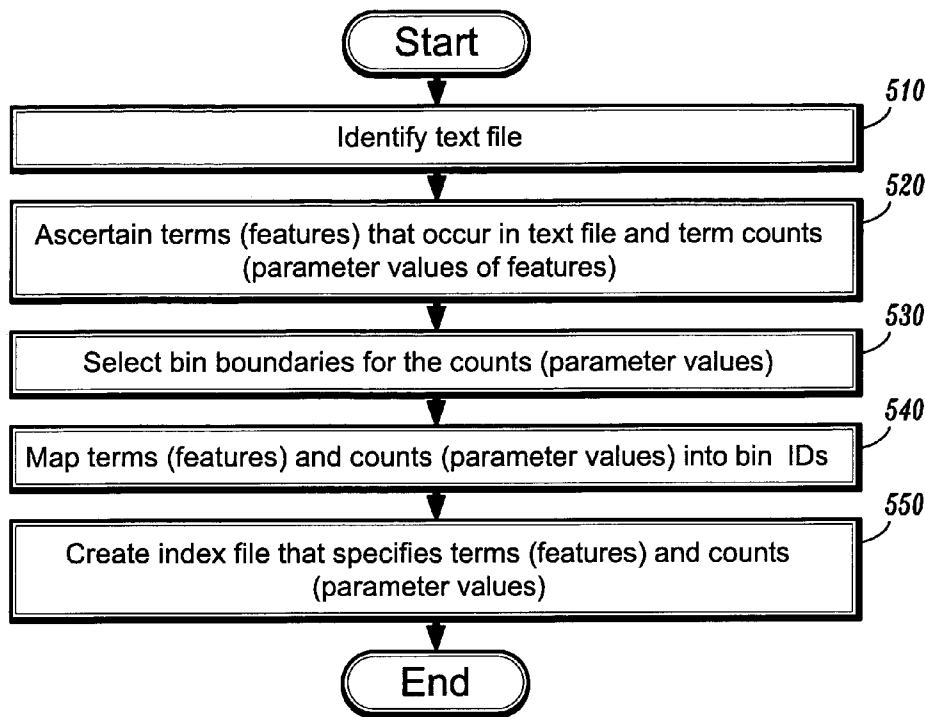 Start
510
Identify text file
520
Ascertain terms (features) that occur in text file and term counts
(parameter values of features)
530
Select bin boundaries for the counts (parameter values)
540
Map terms (features) and counts (parameter values) into bin IDs
550
Create index file that specifies terms (features) and counts
(parameter values)
End